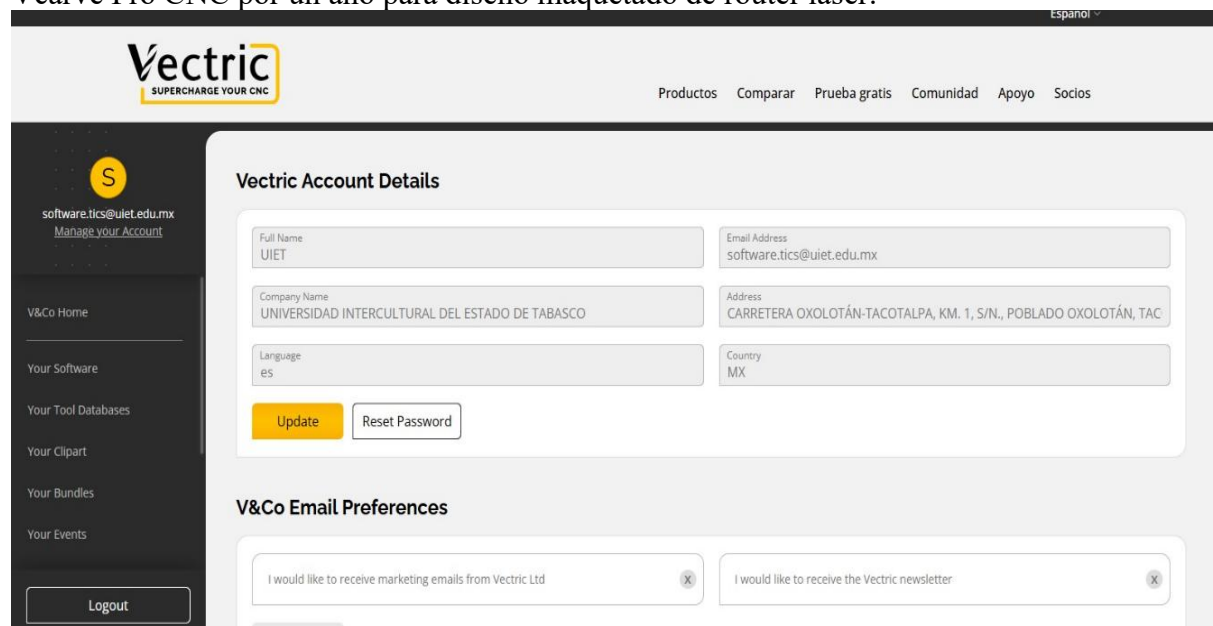 Vcarve Pro CNC por un año para diseño maquetado de router laser.
Español
Vectric
SUPERCHARGE YOUR CNC
Productos Comparar Prueba gratis Comunidad Apoyo Socios
S
software.tics@uiet.edu.mx
Manage your Account
V&Co Home
Your Software
Your Tool Databases
Your Clipart
Your Bundles
Your Events
Logout
Vectric Account Details
Full Name
UIET
Email Address
software.tics@uiet.edu.mx
Company Name
UNIVERSIDAD INTERCULTURAL DEL ESTADO DE TABASCO
Address
CARRETERA OXOLOTÁN-TACOTALPA, KM. 1, S/N., POBLADO OXOLOTÁN, TAC
Language
es
Country
MX
Update Reset Password
V&Co Email Preferences
I would like to receive marketing emails from Vectric Ltd X
I would like to receive the Vectric newsletter X